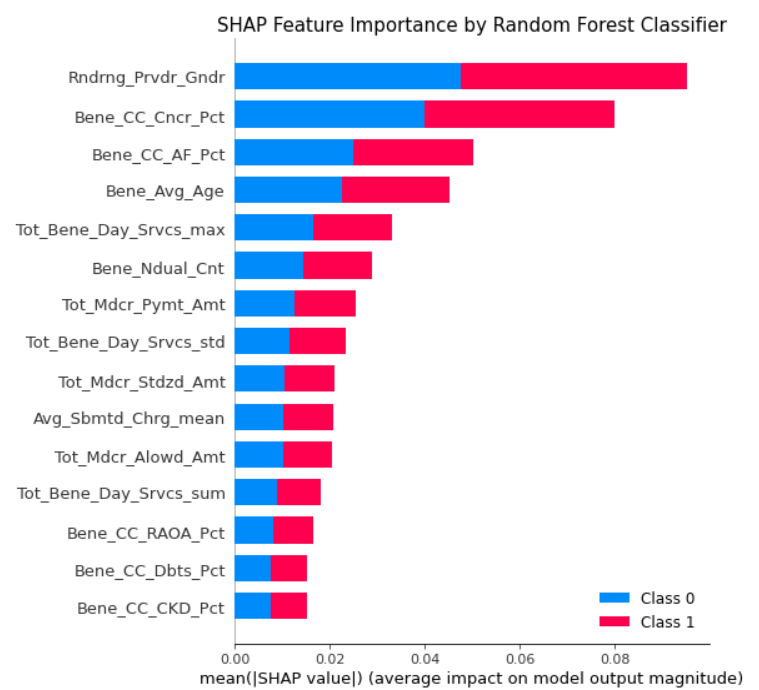 SHAP Feature Importance by Random Forest Classifier
Rndrng_Prvdr_Gndr
Bene_CC_Cncr_Pct
Bene_CC_AF_Pct
Bene_Avg_Age
Tot_Bene_Day_Srvcs_max
Bene_Ndual_Cnt
Tot_Mdcr_Pymt_Amt
Tot_Bene_Day_Srvcs_std
Tot_Mdcr_Stdzd_Amt
Avg_Sbmtd_Chrg_mean
Tot_Mdcr_Alowd_Amt
Tot_Bene_Day_Srvcs_sum
Bene_CC_RAOA_Pct
Bene_CC_Dbts_Pct
Bene_CC_CKD_Pct
Class 0
Class 1
0.00 0.02 0.04 0.06 0.08
mean(|SHAP value|) (average impact on model output magnitude)